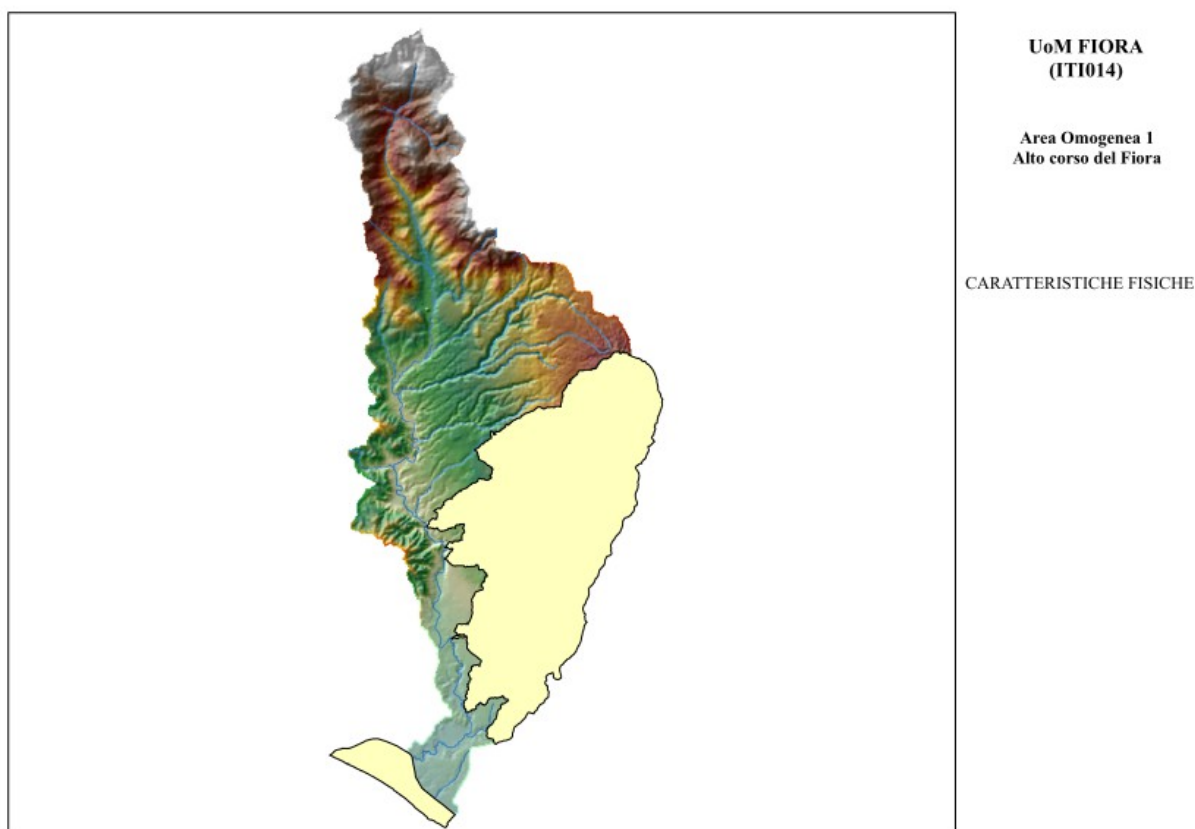 UoM FIORA
(ITI014)
Area Omogenea 1
Alto corso del Fiora
CARATTERISTICHE FISICHE